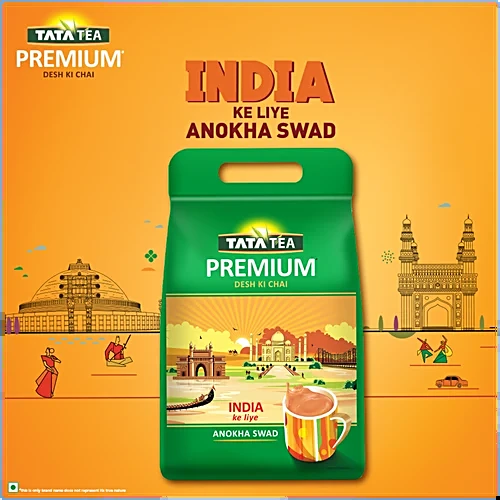 TATA TEA
PREMIUM
DESH KI CHAI
INDIA
KE LIYE
ANOKHA SWAD
TATA TEA
PREMIUM
DESH KI CHAI
INDIA
ke liye
ANOKHA SWAD